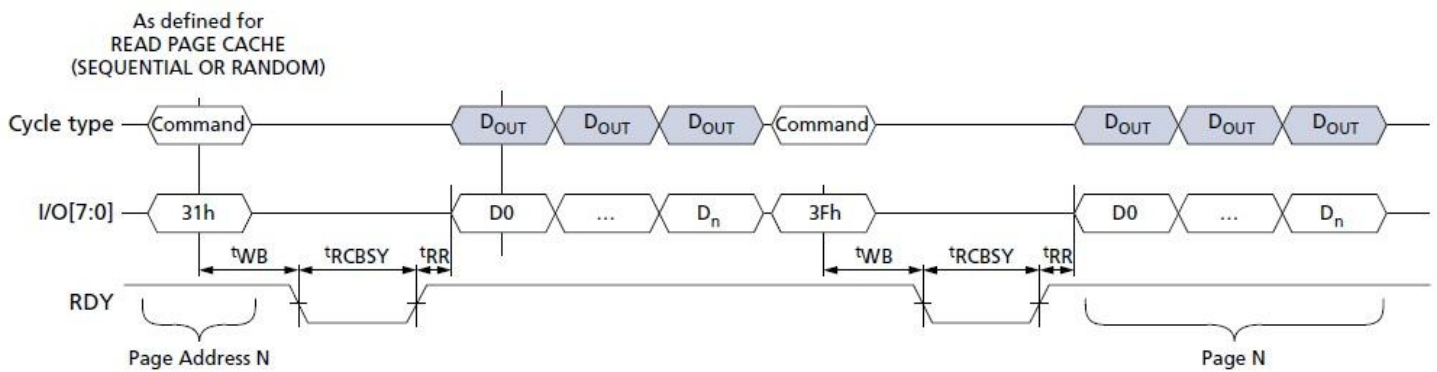 As defined for
READ PAGE CACHE
(SEQUENTIAL OR RANDOM)
Cycle type Command DOUT DOUT DOUT Command DOUT DOUT DOUT
I/O[7:0] 31h D0 ... Dn 3Fh D0 ... Dn
tWB tRCBSY tRR tWB tRCBSY tRR
RDY
Page Address N Page N